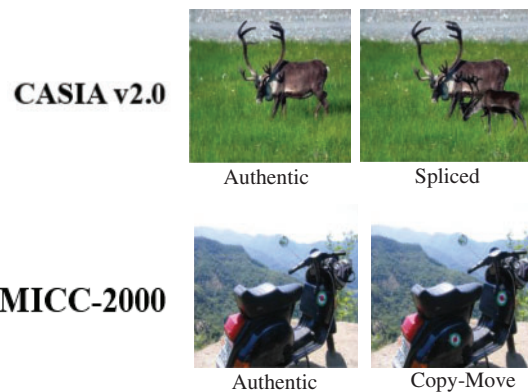 CASIA v2.0
Authentic
Spliced
MICC-2000
Authentic
Copy-Move